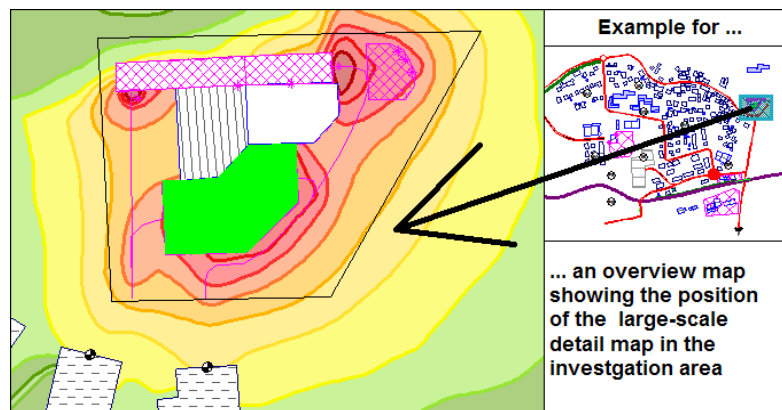 Example for ...
... an overview map
showing the position
of the large-scale
detail map in the
investgation area